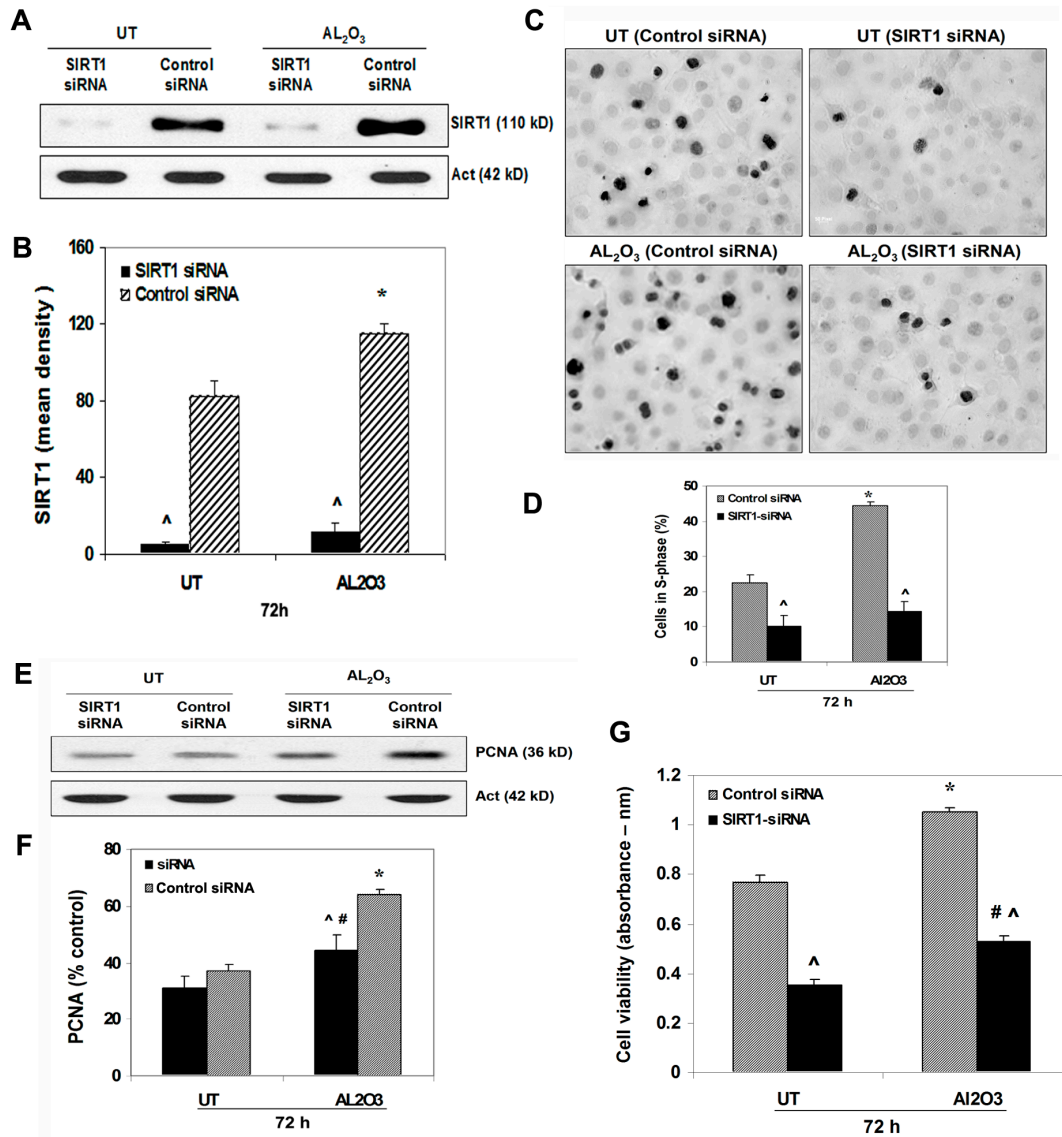 A
UT
AL₂O₃
SIRT1 siRNA
Control siRNA
SIRT1 siRNA
Control siRNA
SIRT1 (110 kD)
Act (42 kD)
B
SIRT1 (mean density )
160
120
80
40
0
SIRT1 siRNA
Control siRNA
^
^
*
UT
AL2O3
72h
C
UT (Control siRNA)
UT (SIRT1 siRNA)
AL₂O₃ (Control siRNA)
AL₂O₃ (SIRT1 siRNA)
D
Cells in S-phase (%)
50
40
30
20
10
0
Control siRNA
SIRT1-siRNA
^
*
^
UT
Al2O3
72 h
E
UT
AL₂O₃
SIRT1 siRNA
Control siRNA
SIRT1 siRNA
Control siRNA
PCNA (36 kD)
Act (42 kD)
F
PCNA (% control)
80
60
40
20
0
siRNA
Control siRNA
^ #
*
UT
AL2O3
72 h
G
Cell viability (absorbance – nm)
1.2
1
0.8
0.6
0.4
0.2
0
Control siRNA
SIRT1-siRNA
^
*
# ^
UT
Al2O3
72 h